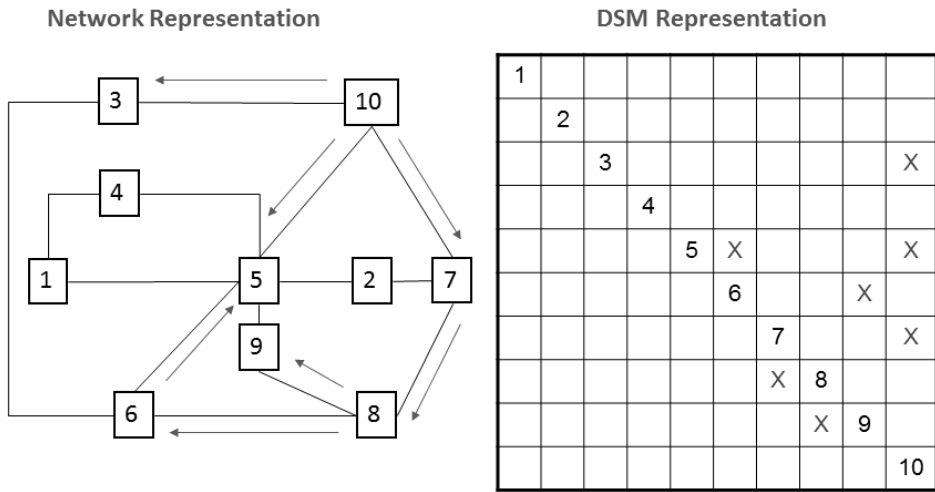 Network Representation
DSM Representation
3
10
4
1
5
2
7
9
6
8
1
2
3 X
4
5 X X
6 X
7 X
X 8
X 9
10